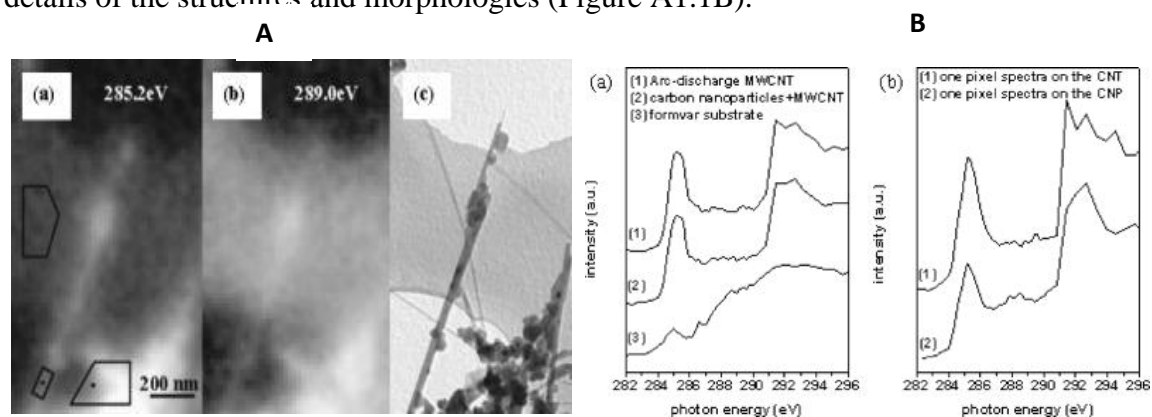 details of the structures and morphologies (Figure A1.1B).
A
B
(a) 285.2eV
(b) 289.0eV
(c)
200 nm
(a)
(1) Arc-discharge MWCNT
(2) carbon nanoparticles+MWCNT
(3) formvar substrate
intensity (a.u.)
(1)
(2)
(3)
282 284 286 288 290 292 294 296
photon energy (eV)
(b)
(1) one pixel spectra on the CNT
(2) one pixel spectra on the CNP
intensity (a.u.)
(1)
(2)
282 284 286 288 290 292 294 296
photon energy (eV)